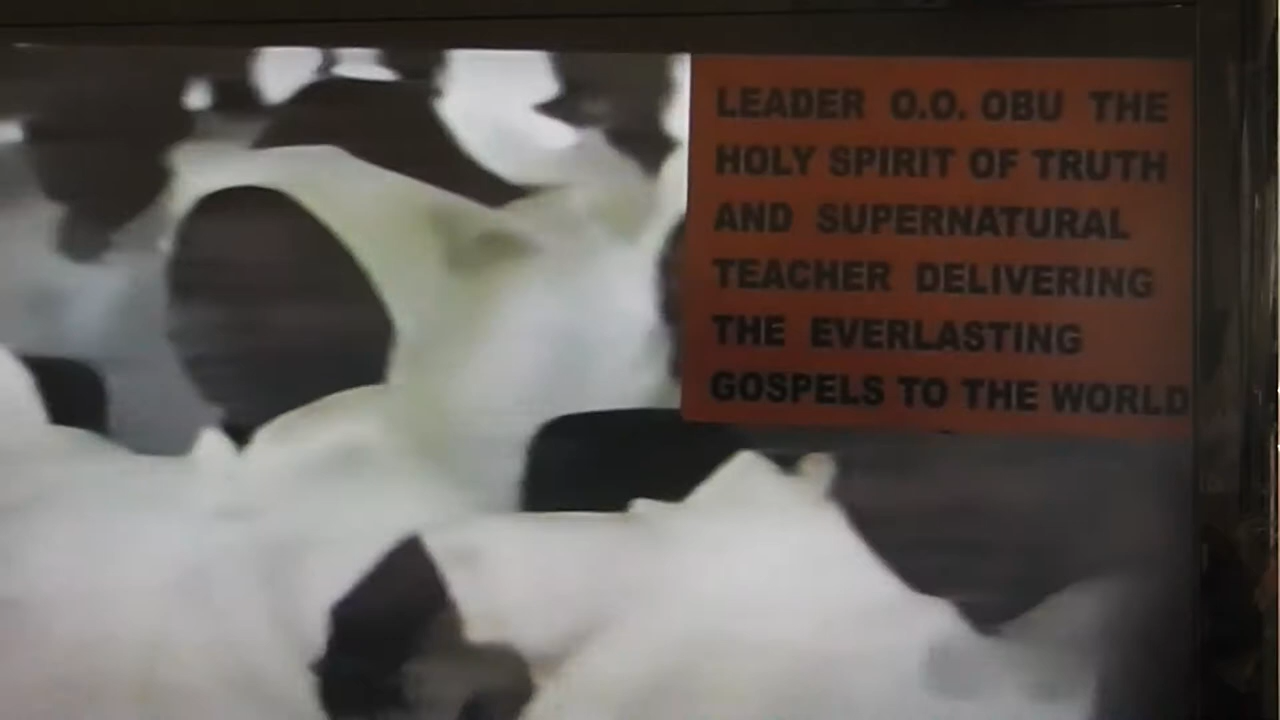 LEADER O.O. OBU THE
HOLY SPIRIT OF TRUTH
AND SUPERNATURAL
TEACHER DELIVERING
THE EVERLASTING
GOSPELS TO THE WORLD